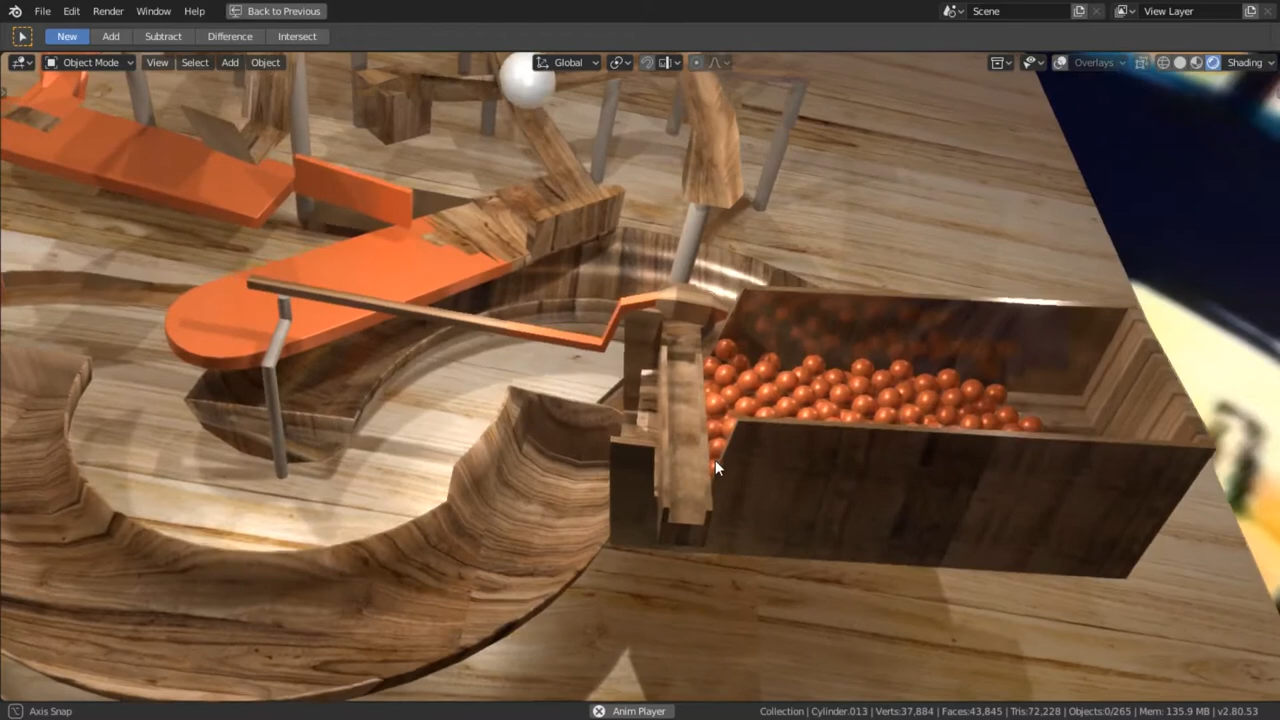 File Edit Render Window Help Back to Previous Scene View Layer
New Add Subtract Difference Intersect
Object Mode View Select Add Object Global Overlays Shading
Axis Snap Anim Player Collection | Cylinder.013 | Verts:37,884 | Faces:43,845 | Tris:72,228 | Objects:0/265 | Mem: 135.9 MB | v2.80.53